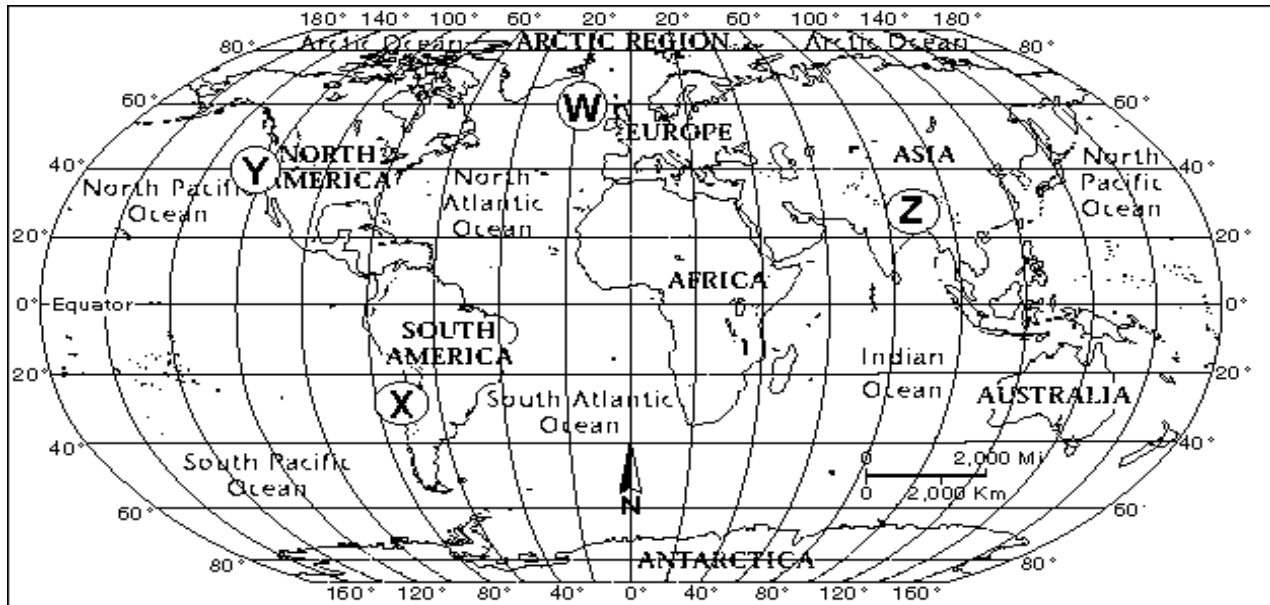 180° 140° 100° 60° 20° 20° 60° 100° 140° 180°
80° Arctic Ocean ARCTIC REGION Arctic Ocean 80°
60° W 60°
EUROPE
40° Y NORTH AMERICA ASIA 40°
North Pacific Ocean
North Atlantic Ocean
North Pacific Ocean
Z
20° 20°
AFRICA
0° Equator 0°
SOUTH AMERICA
Indian Ocean
20° 20°
X
South Atlantic Ocean
AUSTRALIA
40° 40°
South Pacific Ocean
0 2,000 Mi
0 2,000 Km
N
60° 60°
ANTARCTICA
80° 80°
160° 120° 80° 40° 0° 40° 80° 120° 160°